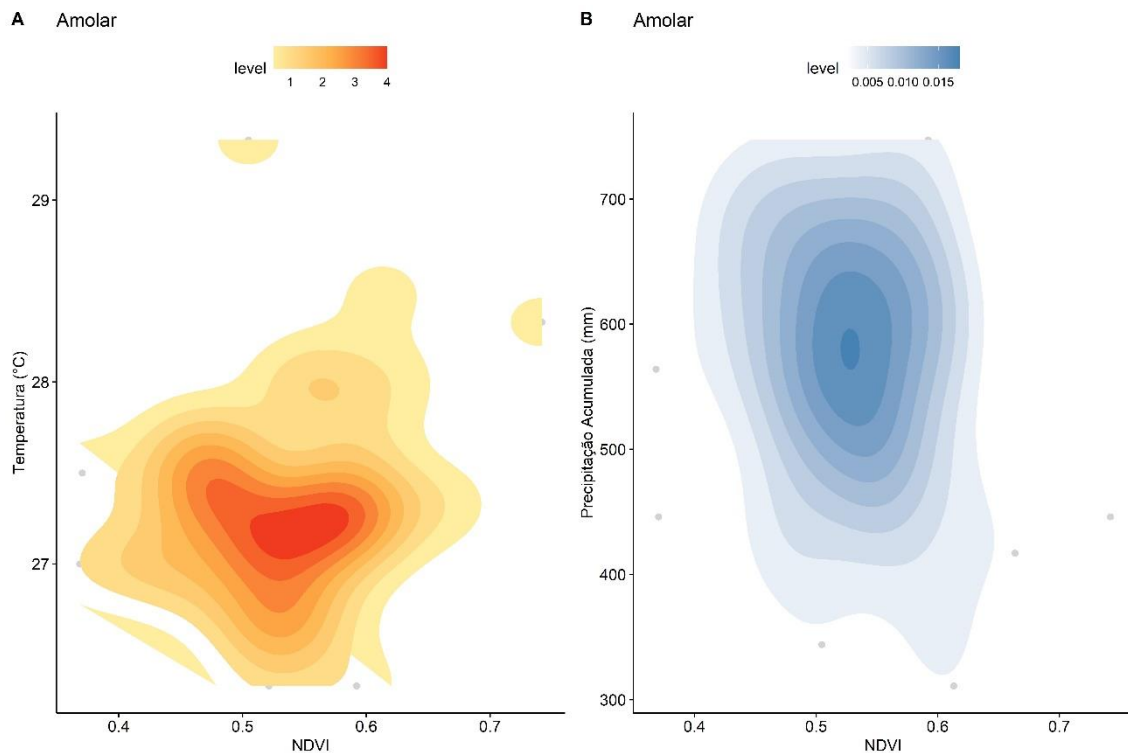 A Amolar
level
1 2 3 4
29
28
27
Temperatura (°C)
0.4 0.5 0.6 0.7
NDVI
B Amolar
level
0.005 0.010 0.015
700
600
500
400
300
Precipitação Acumulada (mm)
0.4 0.5 0.6 0.7
NDVI